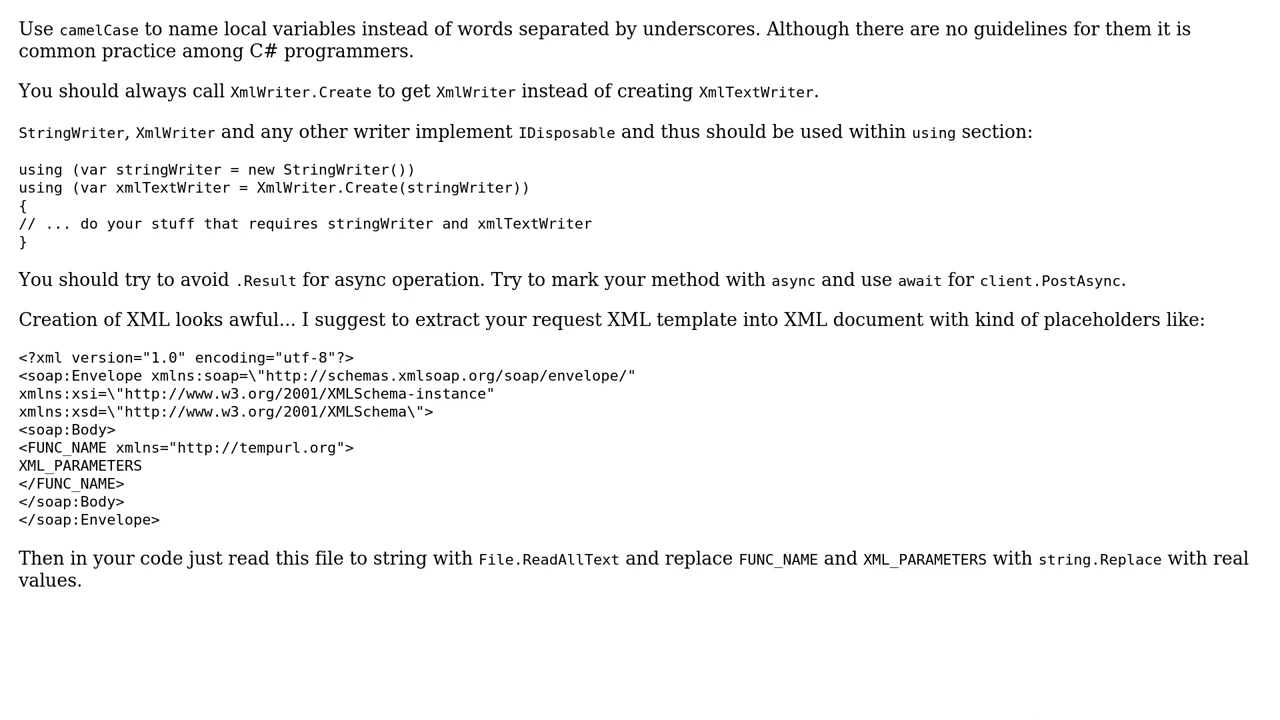 Use camelCase to name local variables instead of words separated by underscores. Although there are no guidelines for them it is
common practice among C# programmers.
You should always call XmlWriter.Create to get XmlWriter instead of creating XmlTextWriter.
StringWriter, XmlWriter and any other writer implement IDisposable and thus should be used within using section:
using (var stringWriter = new StringWriter())
using (var xmlTextWriter = XmlWriter.Create(stringWriter))
{
// ... do your stuff that requires stringWriter and xmlTextWriter
}
You should try to avoid .Result for async operation. Try to mark your method with async and use await for client.PostAsync.
Creation of XML looks awful... I suggest to extract your request XML template into XML document with kind of placeholders like:
<?xml version="1.0" encoding="utf-8"?>
<soap:Envelope xmlns:soap=\"http://schemas.xmlsoap.org/soap/envelope/"
xmlns:xsi=\"http://www.w3.org/2001/XMLSchema-instance"
xmlns:xsd=\"http://www.w3.org/2001/XMLSchema\">
<soap:Body>
<FUNC_NAME xmlns="http://tempurl.org">
XML_PARAMETERS
</FUNC_NAME>
</soap:Body>
</soap:Envelope>
Then in your code just read this file to string with File.ReadAllText and replace FUNC_NAME and XML_PARAMETERS with string.Replace with real
values.